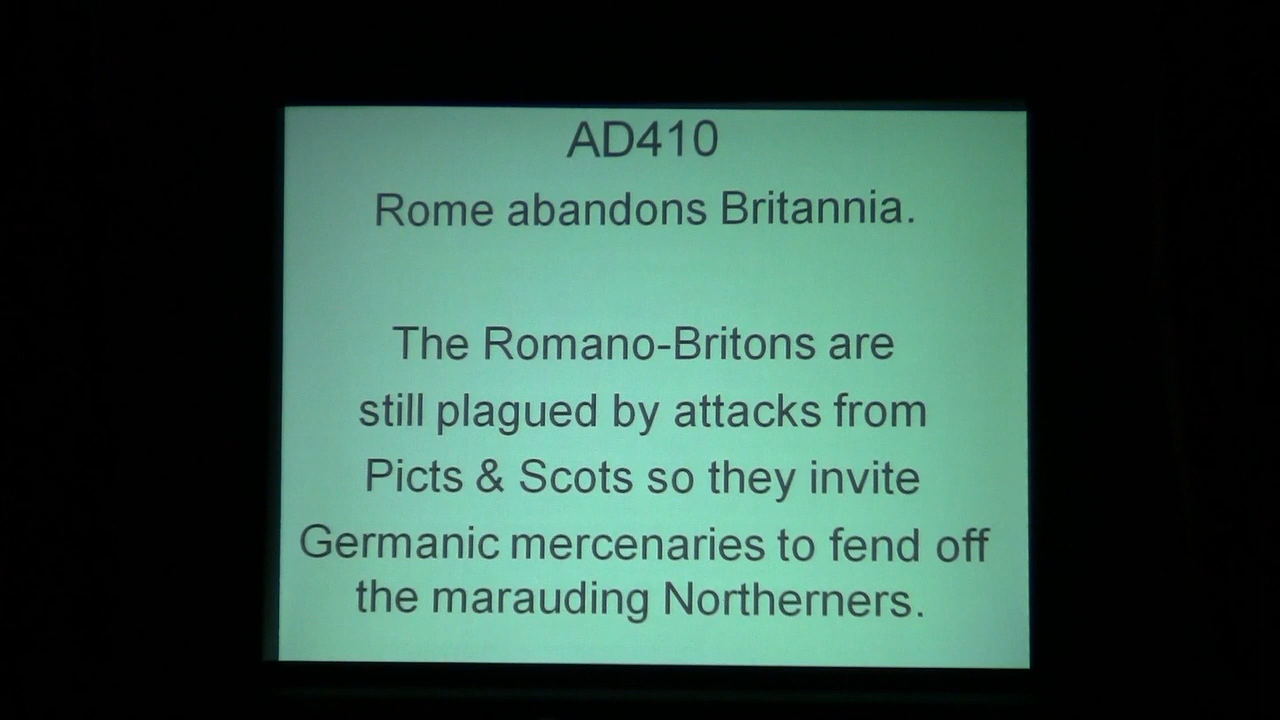 AD410
Rome abandons Britannia.
The Romano-Britons are
still plagued by attacks from
Picts & Scots so they invite
Germanic mercenaries to fend off
the marauding Northerners.